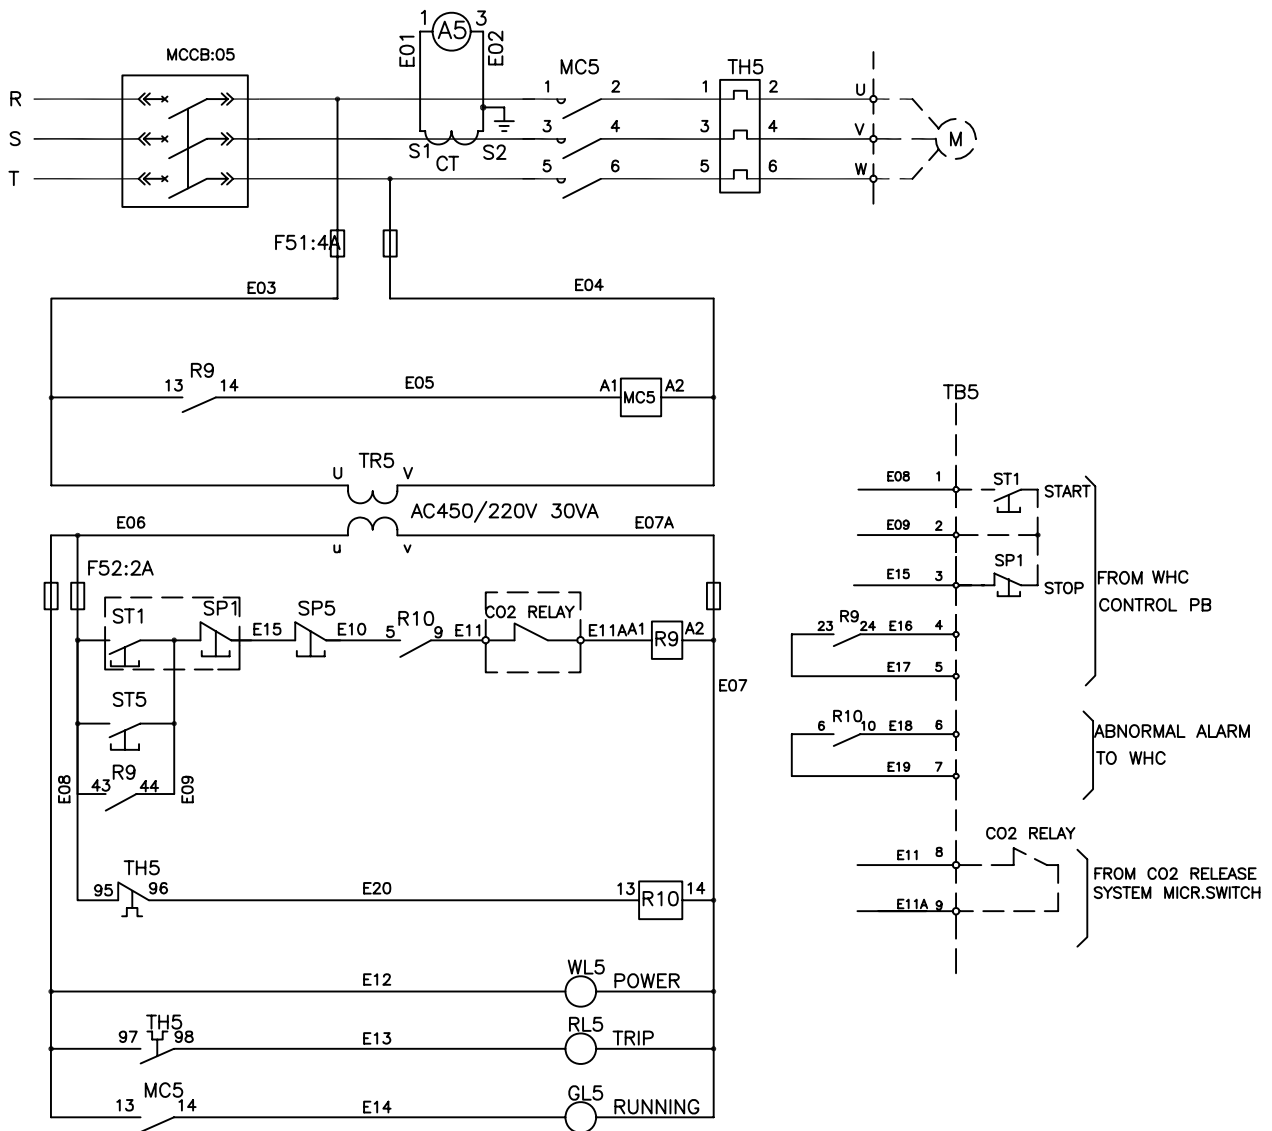 1 A5 3
E01 E02
MCCB:05
MC5
TH5
R 1 2 1 2 U
S 3 4 3 4 V M
S1 S2
CT
T 5 6 5 6 W
F51:4A
E03 E04
R9
13 14 E05 A1 MC5 A2
TR5
U V
AC450/220V 30VA
E06 E07A
u v
F52:2A
ST1 SP1 SP5 CO2 RELAY
E15 E10 5 R10 9 E11 E11A A1 R9 A2
E07
ST5
R9
43 44
E08 E09
TH5
95 96 E20 13 R10 14
E12 WL5 POWER
TH5
97 98 E13 RL5 TRIP
MC5
13 14 E14 GL5 RUNNING
TB5
E08 1 ST1 START
E09 2
E15 3 SP1 STOP
FROM WHC
CONTROL PB
R9
23 24 E16 4
E17 5
R10
6 10 E18 6
E19 7
ABNORMAL ALARM
TO WHC
CO2 RELAY
E11 8
E11A 9
FROM CO2 RELEASE
SYSTEM MICR.SWITCH